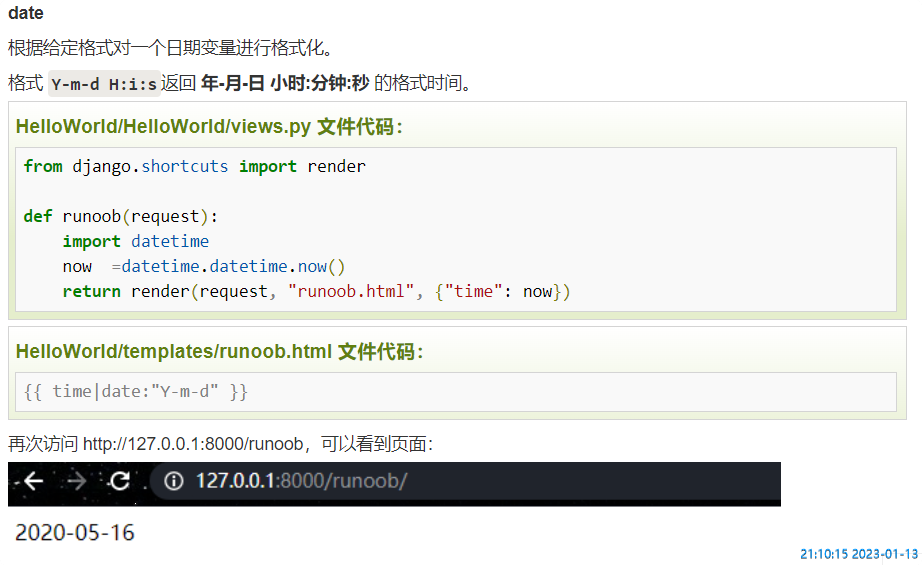 date
根据给定格式对一个日期变量进行格式化。
格式 Y-m-d H:i:s返回 年-月-日 小时:分钟:秒 的格式时间。
HelloWorld/HelloWorld/views.py 文件代码：
from django.shortcuts import render
def runoob(request):
    import datetime
    now  =datetime.datetime.now()
    return render(request, "runoob.html", {"time": now})
HelloWorld/templates/runoob.html 文件代码：
{{ time|date:"Y-m-d" }}
再次访问 http://127.0.0.1:8000/runoob，可以看到页面：
127.0.0.1:8000/runoob/
2020-05-16
21:10:15 2023-01-13